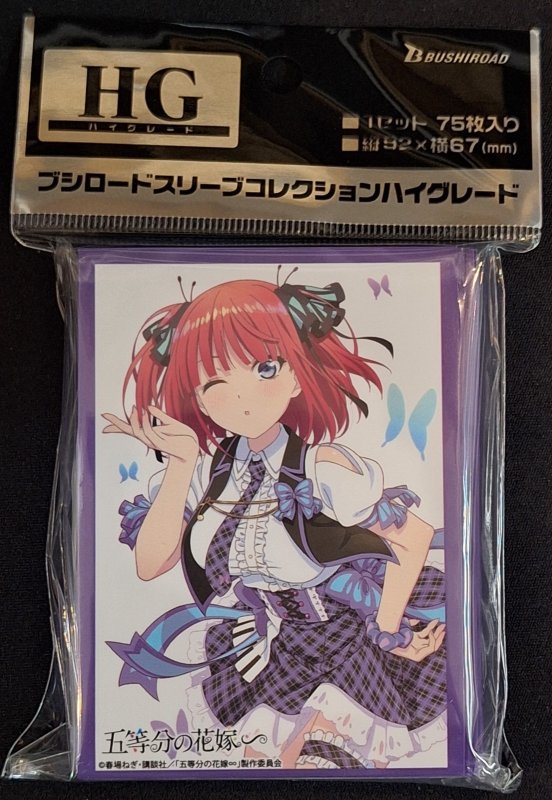 HG
ハイグレード
BUSHIROAD
■1セット 75枚入り
■縦92×横67(mm)
ブシロードスリーブコレクションハイグレード
五等分の花嫁∽
©春場ねぎ・講談社/「五等分の花嫁∽」製作委員会